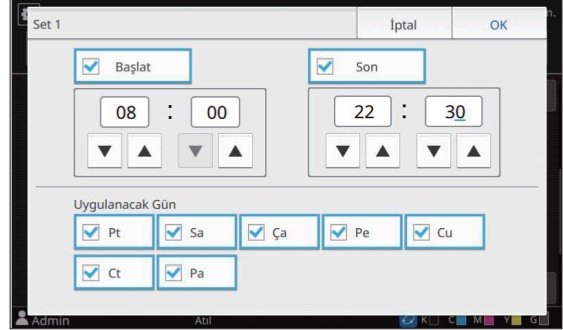 n.
Set 1 İptal OK
Başlat Son
08 : 00 22 : 30
Uygulanacak Gün
Pt Sa Ça Pe Cu
Ct Pa
Admin Atıl K C M Y G